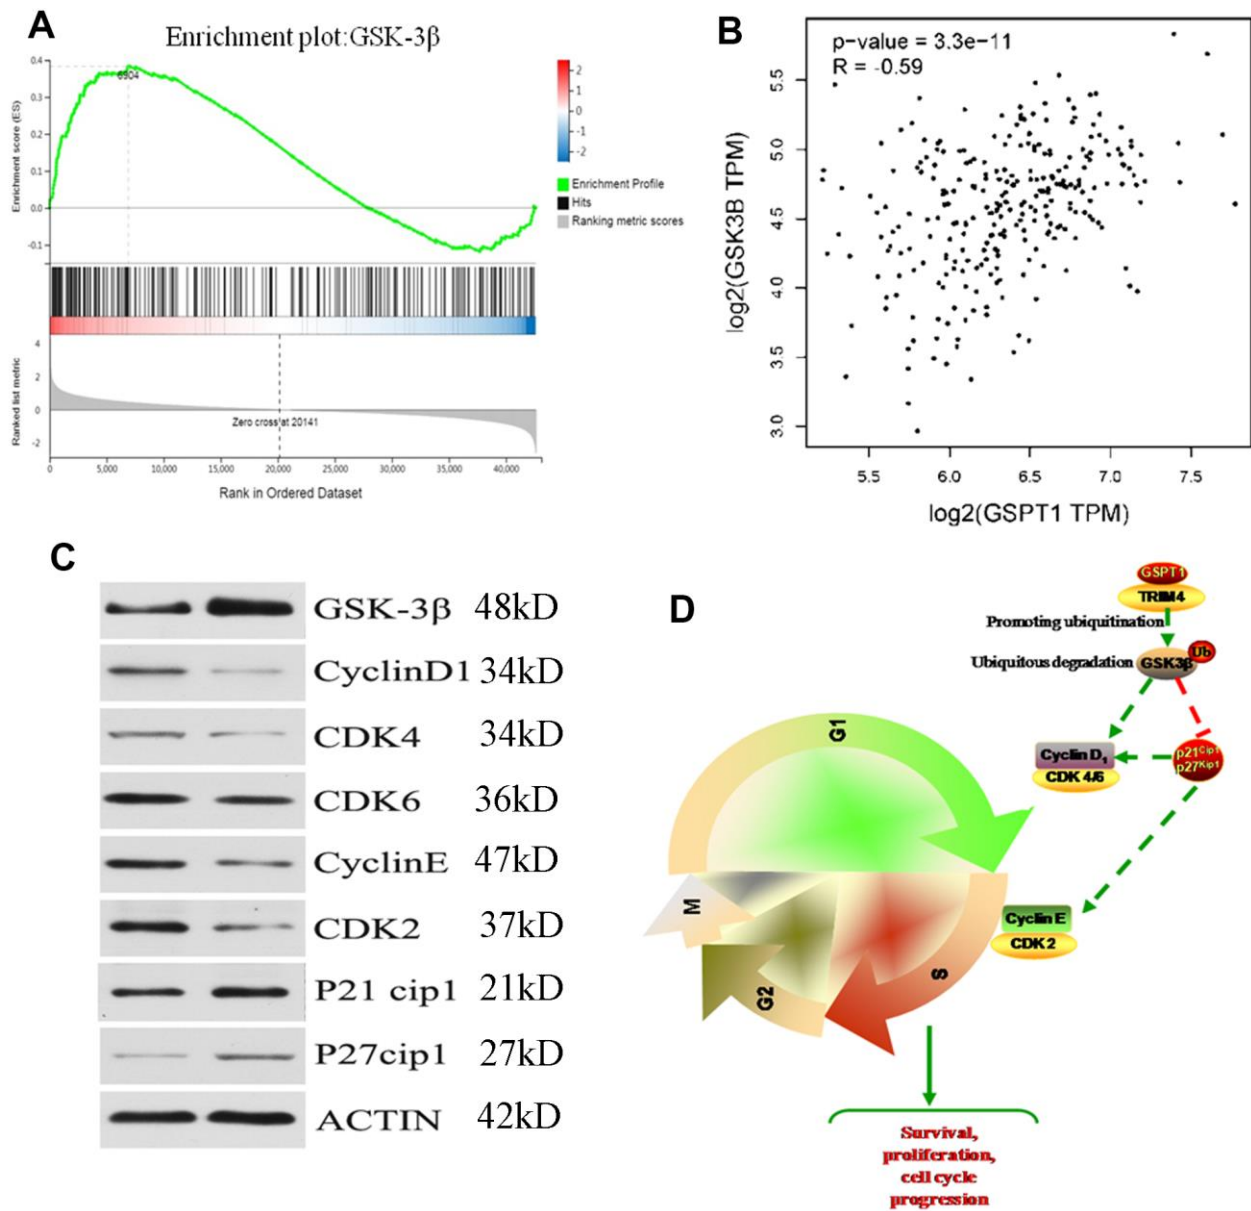 A
Enrichment plot:GSK-3β
0.4
0.3
0.2
0.1
0.0
-0.1
Enrichment score (ES)
6904
2
1
0
-1
-2
Enrichment Profile
Hits
Ranking metric scores
4
2
0
-2
Ranked list metric
Zero cross at 20141
0 5,000 10,000 15,000 20,000 25,000 30,000 35,000 40,000
Rank in Ordered Dataset
B
p-value = 3.3e-11
R = -0.59
5.5
5.0
4.5
4.0
3.5
3.0
log2(GSK3B TPM)
5.5 6.0 6.5 7.0 7.5
log2(GSPT1 TPM)
C
GSK-3β 48kD
CyclinD1 34kD
CDK4 34kD
CDK6 36kD
CyclinE 47kD
CDK2 37kD
P21 cip1 21kD
P27cip1 27kD
ACTIN 42kD
D
GSPT1
TRIM4
Promoting ubiquitination
Ub
Ubiquitous degradation GSK3β
Cyclin D1
CDK 4/6
p21Cip1
p27Kip1
G1
M
G2
S
Cyclin E
CDK 2
Survival,
proliferation,
cell cycle
progression